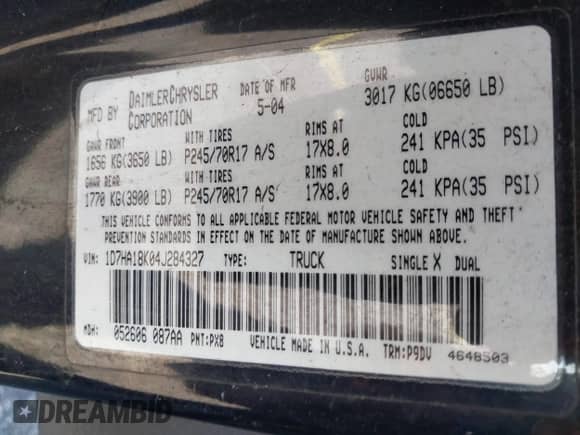 MFD BY DAIMLERCHRYSLER CORPORATION DATE OF MFR 5-04 GVWR 3017 KG(06650 LB)
GAWR FRONT WITH TIRES RIMS AT COLD
1656 KG(3650 LB) P245/70R17 A/S 17X8.0 241 KPA(35 PSI)
GAWR REAR WITH TIRES RIMS AT COLD
1770 KG(3900 LB) P245/70R17 A/S 17X8.0 241 KPA(35 PSI)
THIS VEHICLE CONFORMS TO ALL APPLICABLE FEDERAL MOTOR VEHICLE SAFETY AND THEFT
PREVENTION STANDARDS IN EFFECT ON THE DATE OF MANUFACTURE SHOWN ABOVE.
VIN: 1D7HA18K04J284327 TYPE: TRUCK SINGLE X DUAL
MDH: 052606 087AA PNT:PXB VEHICLE MADE IN U.S.A. TRM:P9DV 4648503
DREAMBID